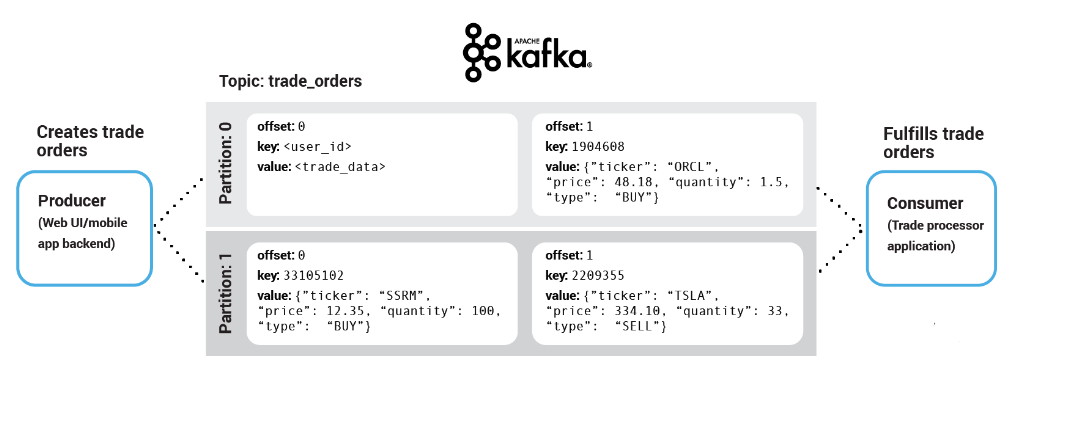 APACHE
kafka®
Topic: trade_orders
Creates trade
orders
Producer
(Web UI/mobile
app backend)
Partition: 0
offset: 0
key: <user_id>
value: <trade_data>
offset: 1
key: 1904608
value: {”ticker”: “ORCL”,
“price”: 48.18, “quantity”: 1.5,
“type”:  “BUY”}
Partition: 1
offset: 0
key: 33105102
value: {”ticker”: “SSRM”,
“price”: 12.35, “quantity”: 100,
“type”:  “BUY”}
offset: 1
key: 2209355
value: {”ticker”: “TSLA”,
“price”: 334.10, “quantity”: 33,
“type”:  “SELL”}
Fulfills trade
orders
Consumer
(Trade processor
application)